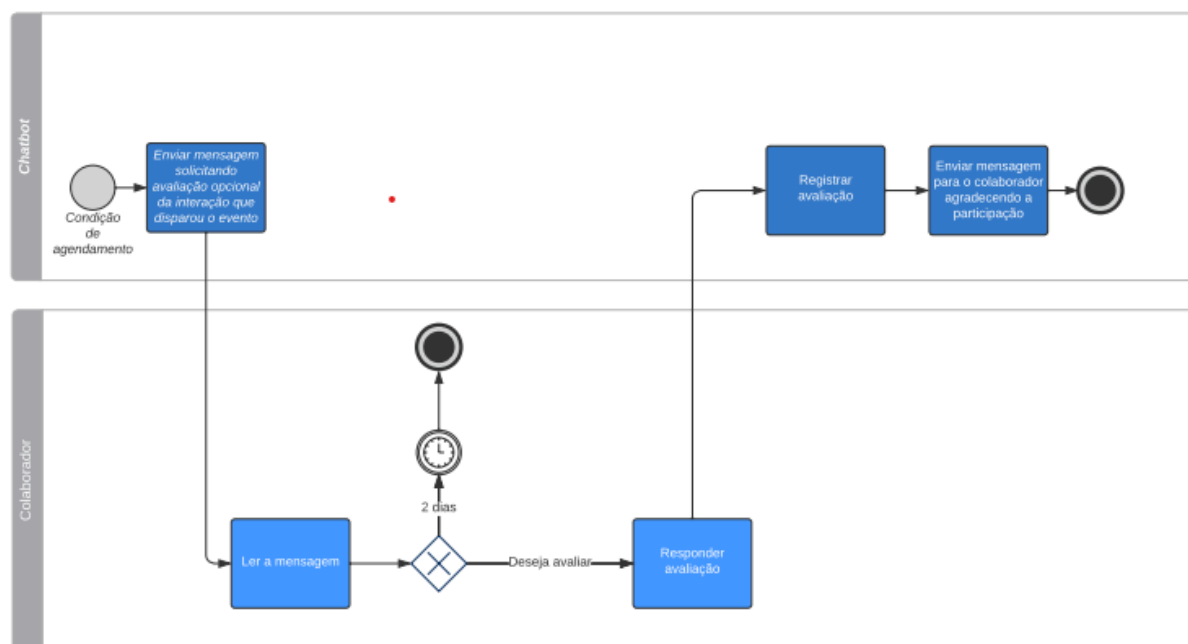 Chatbot
Enviar mensagem
solicitando
avaliação opcional
da interação que
disparou o evento
Condição
de
agendamento
Registrar
avaliação
Enviar mensagem
para o colaborador
agradecendo a
participação
Colaborador
2 dias
Ler a mensagem
Deseja avaliar
Responder
avaliação